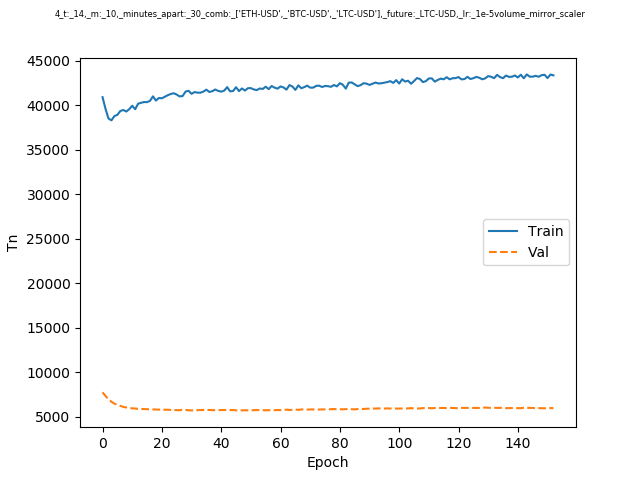 4_t:_14,_m:_10,_minutes_apart:_30_comb:_['ETH-USD',_'BTC-USD',_'LTC-USD'],_future:_LTC-USD,_lr:_1e-5volume_mirror_scaler
45000
40000
35000
30000
25000
20000
15000
10000
5000
Tn
Train
Val
0 20 40 60 80 100 120 140
Epoch